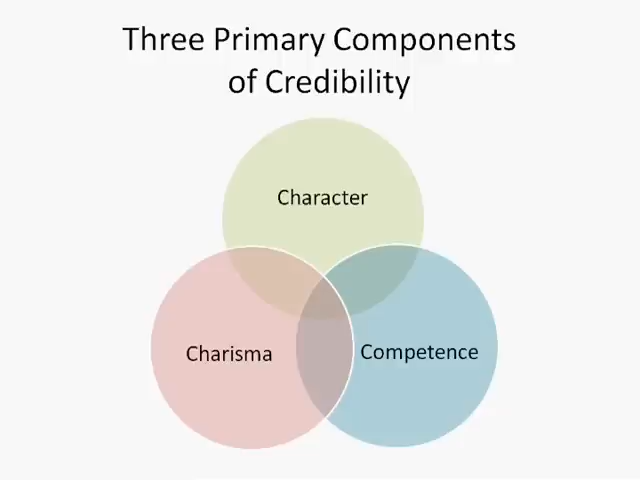 Three Primary Components
of Credibility
Character
Charisma
Competence